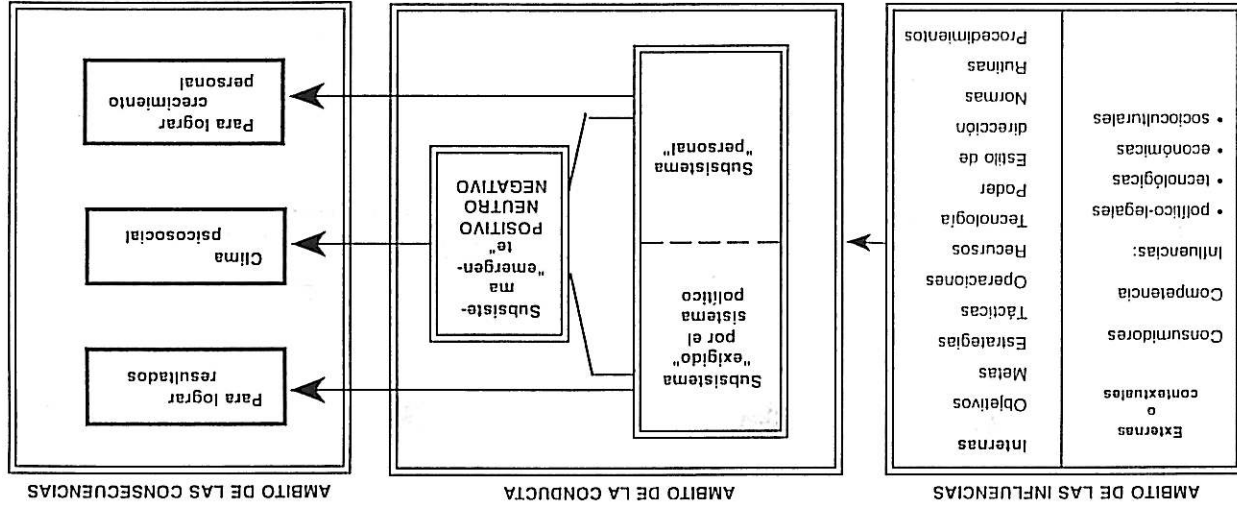 AMBITO DE LAS INFLUENCIAS
Externas
o
contextuales
Consumidores
Competencia
Influencias:
• político-legales
• tecnológicas
• económicas
• socioculturales
Internas
Objetivos
Metas
Estrategias
Tácticas
Operaciones
Recursos
Tecnología
Poder
Estilo de
dirección
Normas
Rutinas
Procedimientos
AMBITO DE LA CONDUCTA
Subsistema
"exigido"
por el
sistema
político
Subsistema
"personal"
Subsiste-
ma
"emergen-
te"
POSITIVO
NEUTRO
NEGATIVO
AMBITO DE LAS CONSECUENCIAS
Para lograr
resultados
Clima
psicosocial
Para lograr
crecimiento
personal